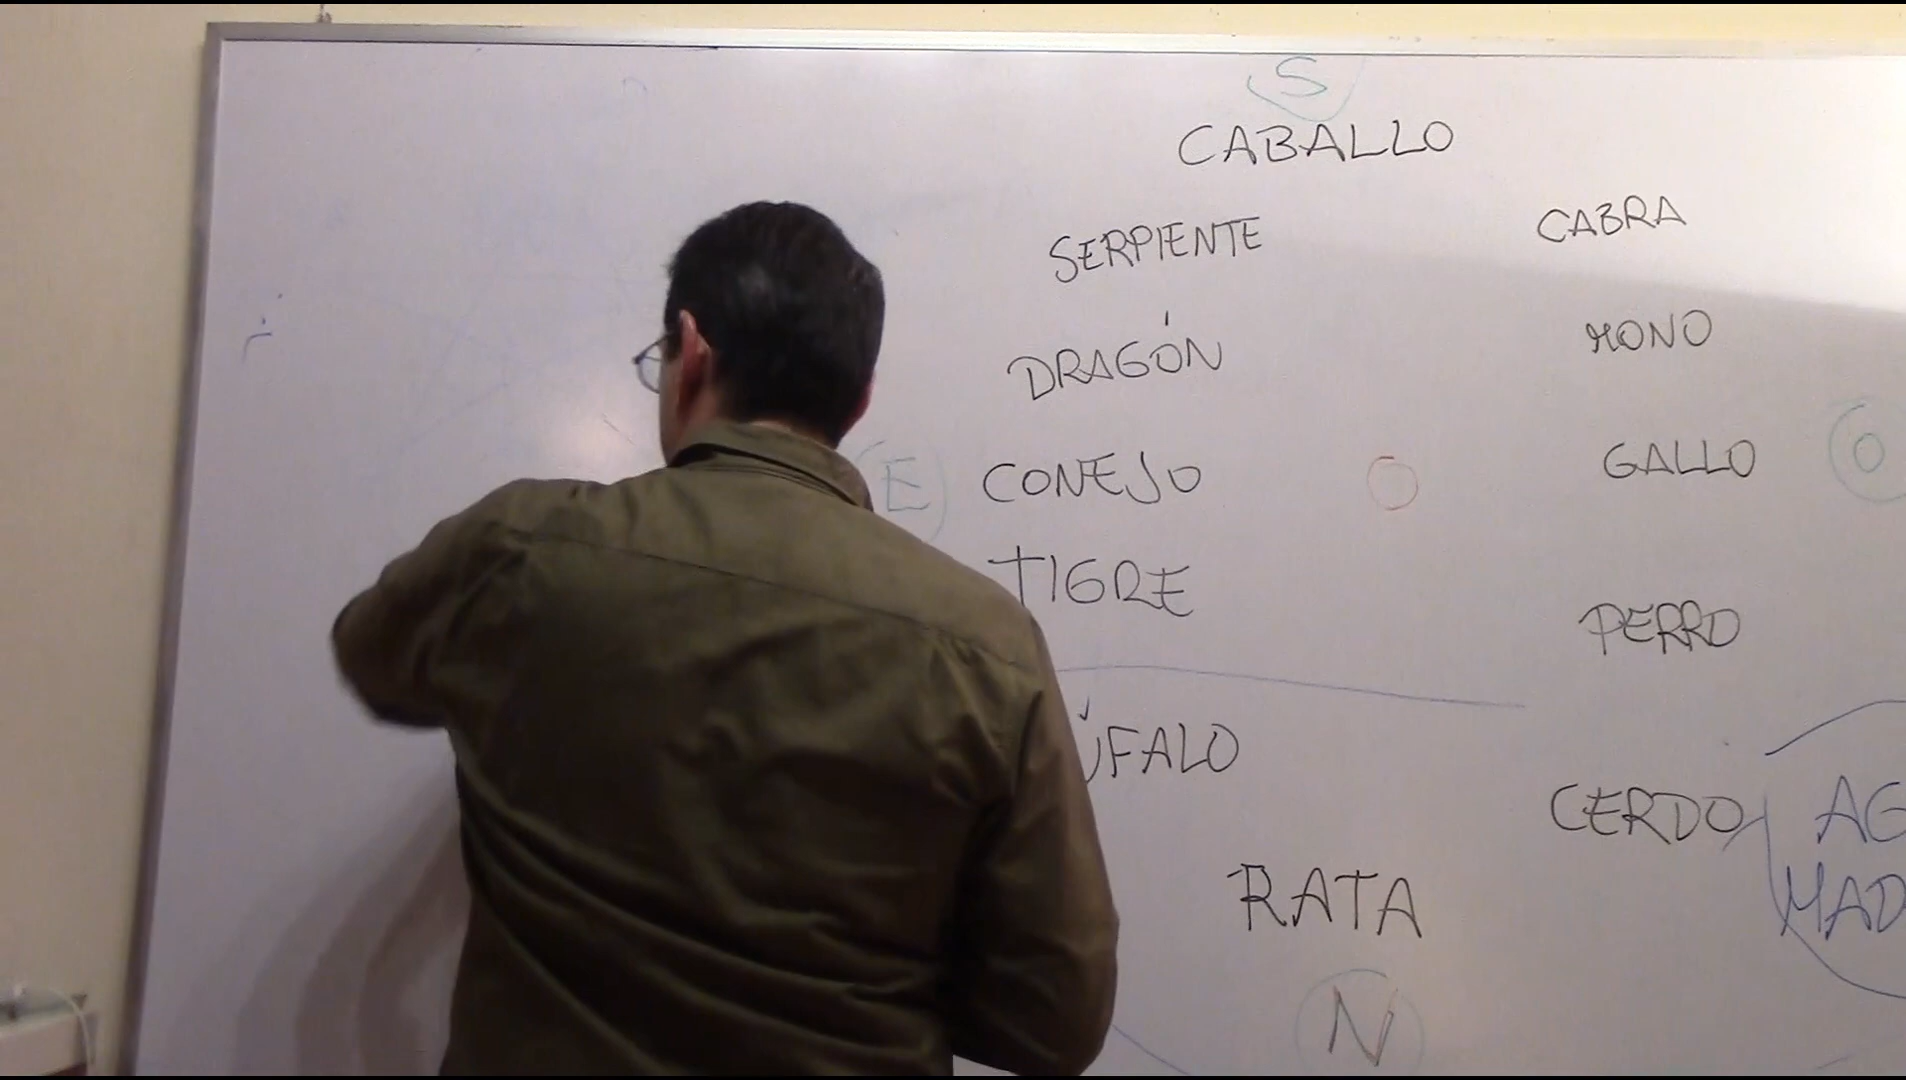 S
CABALLO
SERPIENTE
CABRA
DRAGÓN
MONO
E
CONEJO
O
GALLO
O
TIGRE
PERRO
ÚFALO
CERDO
AG
MAD
RATA
N